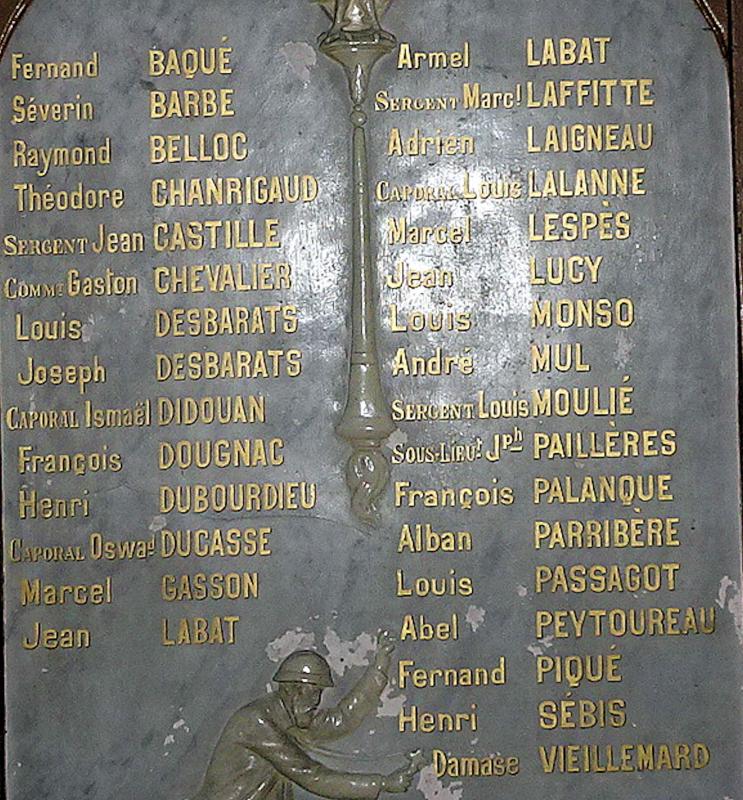 Fernand BAQUÉ
Séverin BARBE
Raymond BELLOC
Théodore CHANRIGAUD
SERGENT Jean CASTILLE
COMMT Gaston CHEVALIER
Louis DESBARATS
Joseph DESBARATS
CAPORAL Ismaël DIDOUAN
François DOUGNAC
Henri DUBOURDIEU
CAPORAL Oswad DUCASSE
Marcel GASSON
Jean LABAT
Armel LABAT
SERGENT Marcl LAFFITTE
Adrien LAIGNEAU
CAPORAL Louis LALANNE
Marcel LESPÈS
Jean LUCY
Louis MONSO
André MUL
SERGENT Louis MOULIÉ
SOUS-LIEUt Jph PAILLÈRES
François PALANQUE
Alban PARRIBÈRE
Louis PASSAGOT
Abel PEYTOUREAU
Fernand PIQUÉ
Henri SÉBIS
Damase VIEILLEMARD